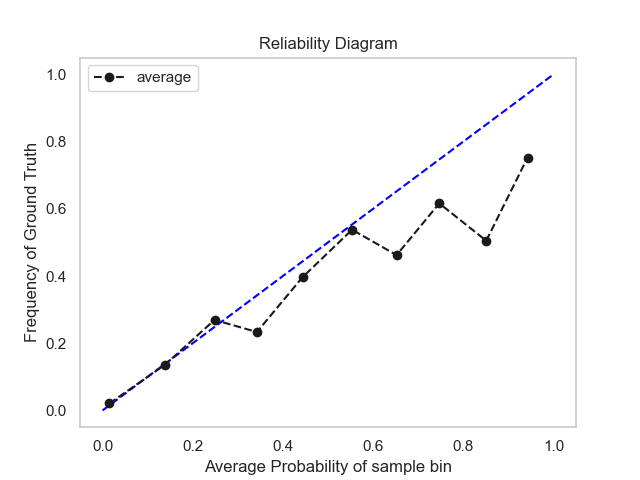 Reliability Diagram
average
Frequency of Ground Truth
1.0
0.8
0.6
0.4
0.2
0.0
0.0 0.2 0.4 0.6 0.8 1.0
Average Probability of sample bin